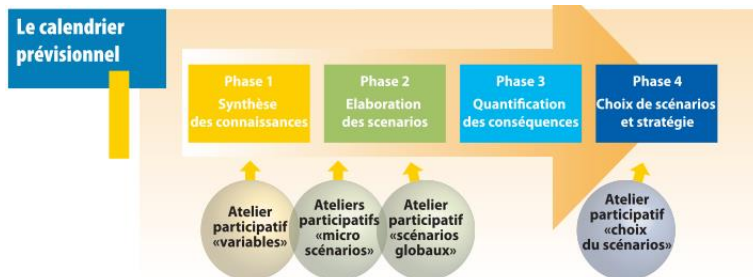 Le calendrier
prévisionnel
Phase 1
Synthèse
des connaissances
Phase 2
Elaboration
des scenarios
Phase 3
Quantification
des conséquences
Phase 4
Choix de scénarios
et stratégie
Atelier
participatif
«variables»
Ateliers
participatifs
«micro
scénarios»
Atelier
participatif
«scénarios
globaux»
Atelier
participatif
«choix
du scénarios»